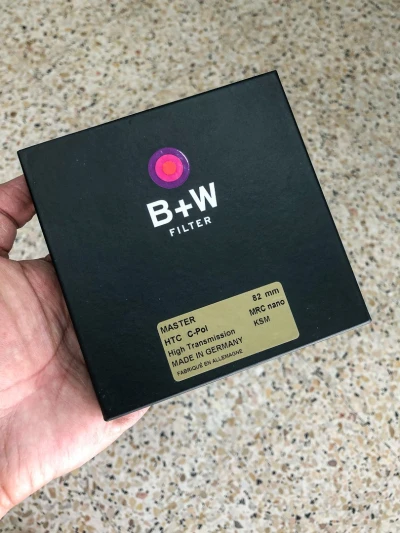 B+W
FILTER
MASTER 82 mm
HTC C-Pol MRC nano
High Transmission KSM
MADE IN GERMANY
FABRIQUÉ EN ALLEMAGNE